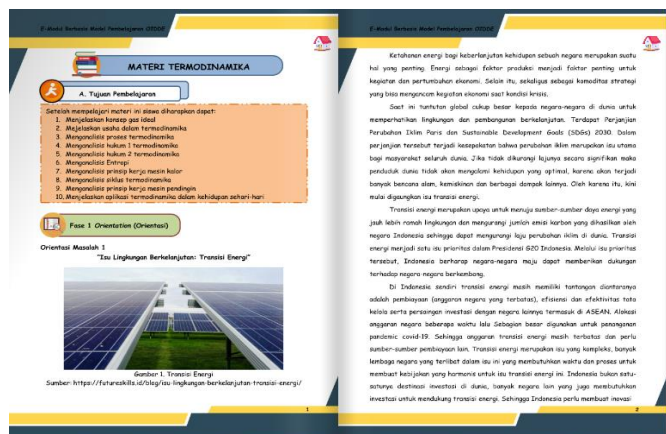 E-Modul Berbasis Model Pembelajaran OEDOE
MATERI TERMODINAMIKA
A. Tujuan Pembelajaran
Setelah mempelajari materi ini siswa diharapkan dapat:
1. Menjelaskan konsep gas ideal
2. Mejelaskan usaha dalam termodinamika
3. Menganalisis proses termodinamika
4. Menganalisis hukum 1 termodinamika
5. Menganalisis hukum 2 termodinamika
6. Menganalisis Entropi
7. Menganalisis prinsip kerja mesin kalor
8. Menganalisis siklus termodinamika
9. Menganalisis prinsip kerja mesin pendingin
10. Menjelaskan aplikasi termodinamika dalam kehidupan sehari-hari
Fase 1 Orientation (Orientasi)
Orientasi Masalah 1
"Isu Lingkungan Berkelanjutan: Transisi Energi"
Gambar 1. Transisi Energi
Sumber: https://futureskills.id/blog/isu-lingkungan-berkelanjutan-transisi-energi/
1
E-Modul Berbasis Model Pembelajaran OEDOE
Ketahanan energi bagi keberlanjutan kehidupan sebuah negara merupakan suatu
hal yang penting. Energi sebagai faktor produksi menjadi faktor penting untuk
kegiatan dan pertumbuhan ekonomi. Selain itu, sekaligus sebagai komoditas strategi
yang bisa mengancam kegiatan ekonomi saat kondisi krisis.
Saat ini tuntutan global cukup besar kepada negara-negara di dunia untuk
memperhatikan lingkungan dan pembangunan berkelanjutan. Terdapat Perjanjian
Perubahan Iklim Paris dan Sustainable Development Goals (SDGs) 2030. Dalam
perjanjian tersebut terjadi kesepakatan bahwa perubahan iklim merupakan isu utama
bagi masyarakat seluruh dunia. Jika tidak dikurangi lajunya secara signifikan maka
penduduk dunia tidak akan mengalami kehidupan yang optimal, karena akan terjadi
banyak bencana alam, kemiskinan dan berbagai dampak lainnya. Oleh karena itu, kini
mulai digaungkan isu transisi energi.
Transisi energi merupakan upaya untuk menuju sumber-sumber daya energi yang
jauh lebih ramah lingkungan dan mengurangi jumlah emisi karbon yang dihasilkan oleh
negara Indonesia sehingga dapat mengurangi laju perubahan iklim di dunia. Transisi
energi menjadi satu isu prioritas dalam Presidensi G20 Indonesia. Melalui isu prioritas
tersebut, Indonesia berharap negara-negara maju dapat memberikan dukungan
terhadap negara-negara berkembang.
Di Indonesia sendiri transisi energi masih memiliki tantangan diantaranya
adalah pembiayaan (anggaran negara yang terbatas), efisiensi dan efektivitas tata
kelola serta persaingan investasi dengan negara lainnya termasuk di ASEAN. Alokasi
anggaran negara beberapa waktu lalu Sebagian besar digunakan untuk penanganan
pandemic covid-19. Sehingga anggaran transisi energi masih terbatas dan perlu
sumber-sumber pembiayaan lain. Transisi energi merupakan isu yang kompleks, banyak
lembaga negara yang terlibat dalam isu ini yang membutuhkan waktu dan proses untuk
membuat kebijakan yang harmonis untuk isu transisi energi ini. Indonesia bukan satu-
satunya destinasi investasi di dunia, banyak negara lain yang juga membutuhkan
investasi untuk mendukung transisi energi. Sehingga Indonesia perlu membuat inovasi
2